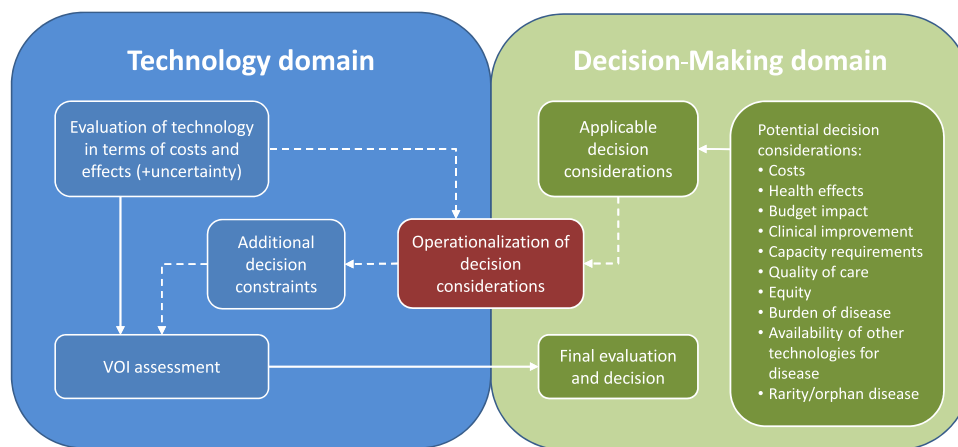 Technology domain
Decision-Making domain
Evaluation of technology
in terms of costs and
effects (+uncertainty)
Applicable
decision
considerations
Potential decision
considerations:
• Costs
• Health effects
• Budget impact
• Clinical improvement
• Capacity requirements
• Quality of care
• Equity
• Burden of disease
• Availability of other
technologies for
disease
• Rarity/orphan disease
Additional
decision
constraints
Operationalization of
decision
considerations
VOI assessment
Final evaluation
and decision